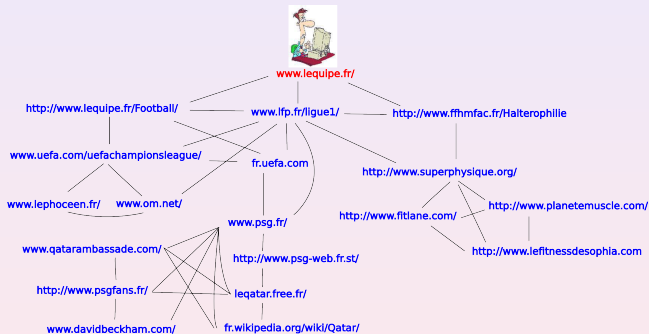 www.lequipe.fr/
http://www.lequipe.fr/Football/
www.lfp.fr/ligue1/
http://www.ffhmfac.fr/Halterophilie
www.uefa.com/uefachampionsleague/
fr.uefa.com
http://www.superphysique.org/
www.lephoceen.fr/
www.om.net/
http://www.planetemuscle.com/
http://www.fitlane.com/
www.psg.fr/
www.qatarambassade.com/
http://www.lefitnessdesophia.com
http://www.psg-web.fr.st/
http://www.psgfans.fr/
leqatar.free.fr/
www.davidbeckham.com/
fr.wikipedia.org/wiki/Qatar/